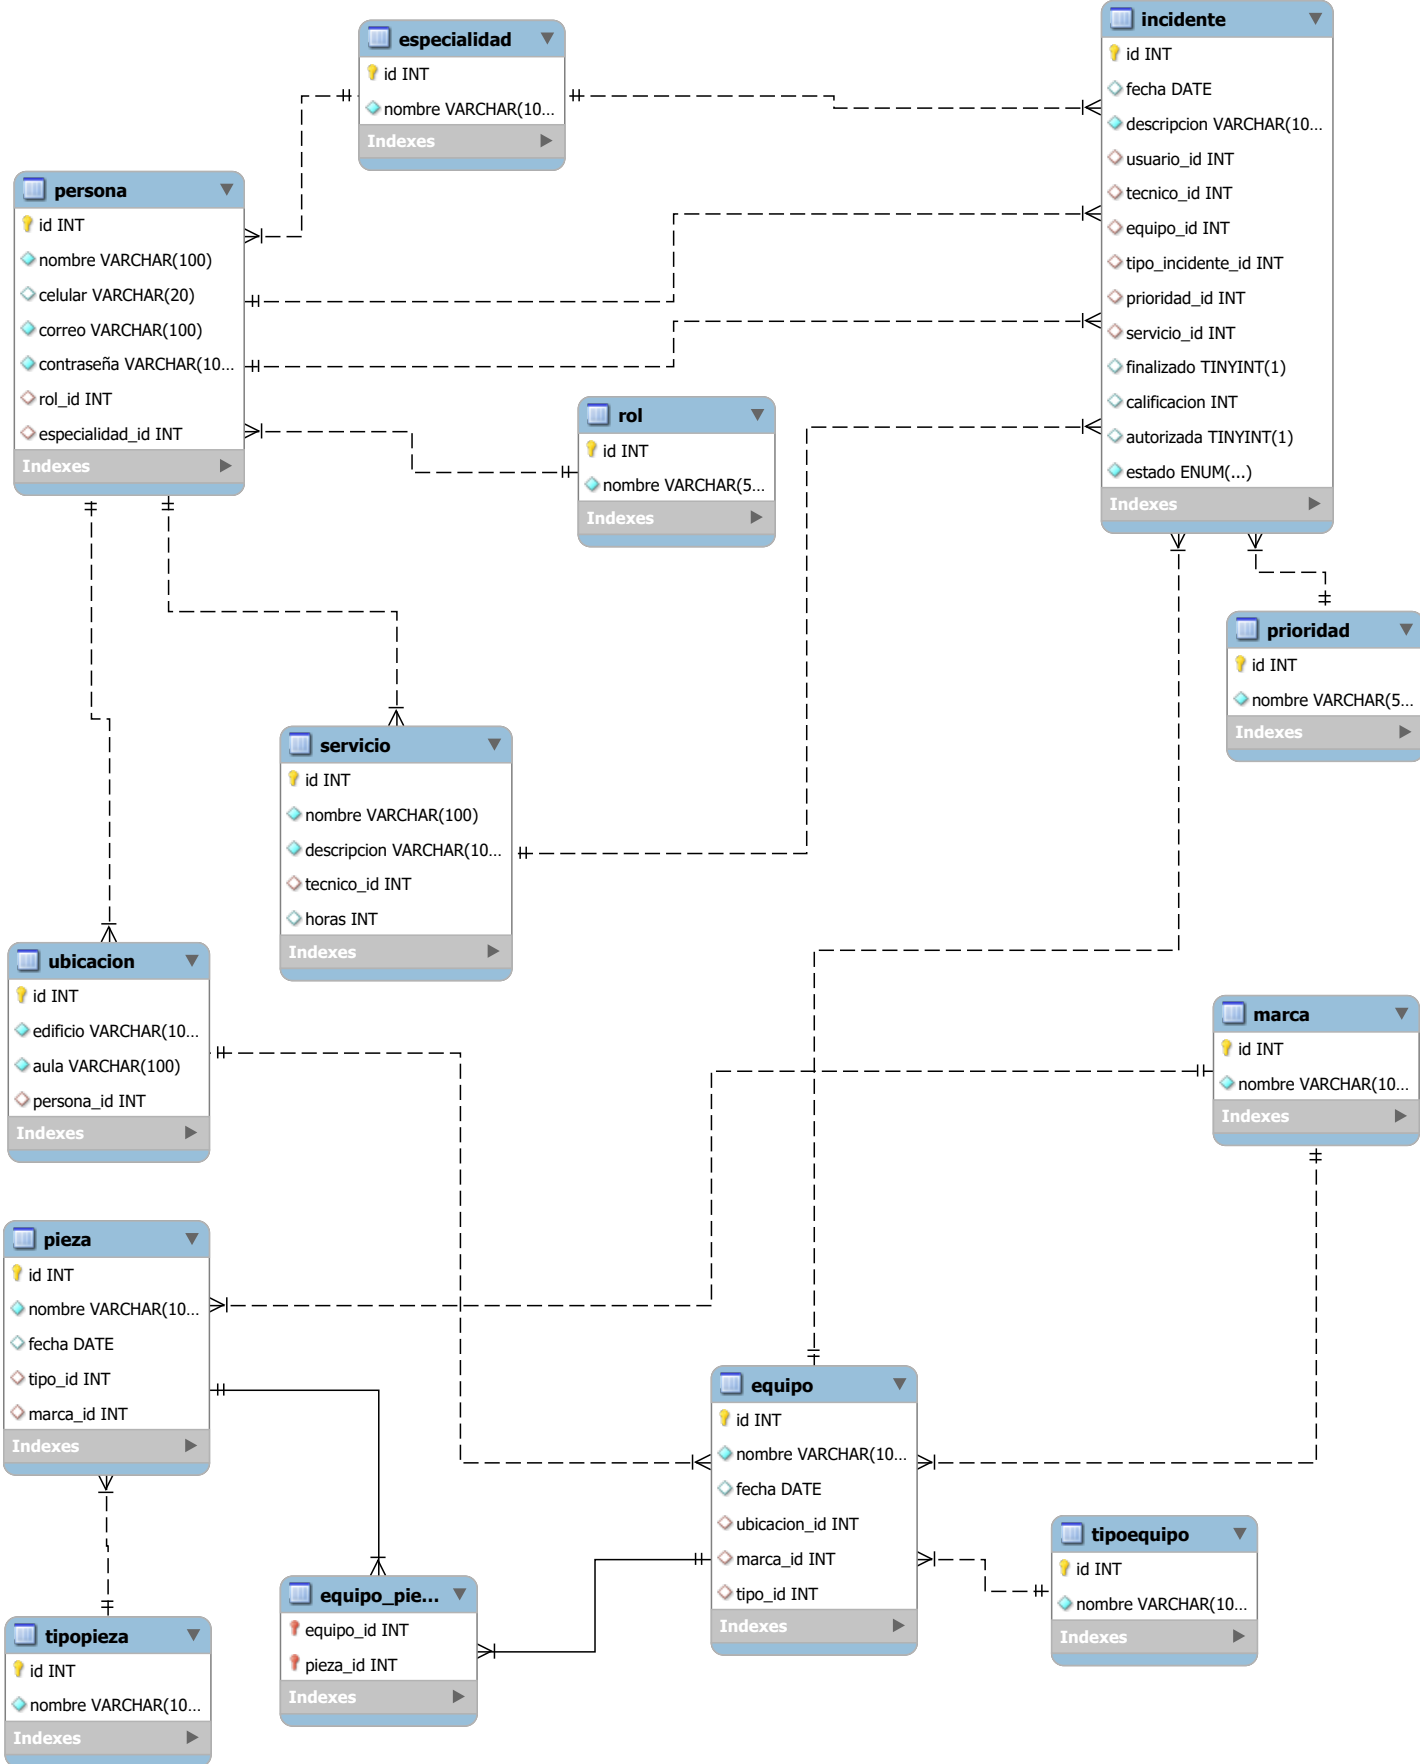 especialidad
id INT
nombre VARCHAR(10...
Indexes
incidente
id INT
fecha DATE
descripcion VARCHAR(10...
usuario_id INT
tecnico_id INT
equipo_id INT
tipo_incidente_id INT
prioridad_id INT
servicio_id INT
finalizado TINYINT(1)
calificacion INT
autorizada TINYINT(1)
estado ENUM(...)
Indexes
persona
id INT
nombre VARCHAR(100)
celular VARCHAR(20)
correo VARCHAR(100)
contraseña VARCHAR(10...
rol_id INT
especialidad_id INT
Indexes
rol
id INT
nombre VARCHAR(5...
Indexes
prioridad
id INT
nombre VARCHAR(5...
Indexes
servicio
id INT
nombre VARCHAR(100)
descripcion VARCHAR(10...
tecnico_id INT
horas INT
Indexes
ubicacion
id INT
edificio VARCHAR(10...
aula VARCHAR(100)
persona_id INT
Indexes
marca
id INT
nombre VARCHAR(10...
Indexes
pieza
id INT
nombre VARCHAR(10...
fecha DATE
tipo_id INT
marca_id INT
Indexes
equipo
id INT
nombre VARCHAR(10...
fecha DATE
ubicacion_id INT
marca_id INT
tipo_id INT
Indexes
tipoequipo
id INT
nombre VARCHAR(10...
Indexes
equipo_pie...
equipo_id INT
pieza_id INT
Indexes
tipopieza
id INT
nombre VARCHAR(10...
Indexes